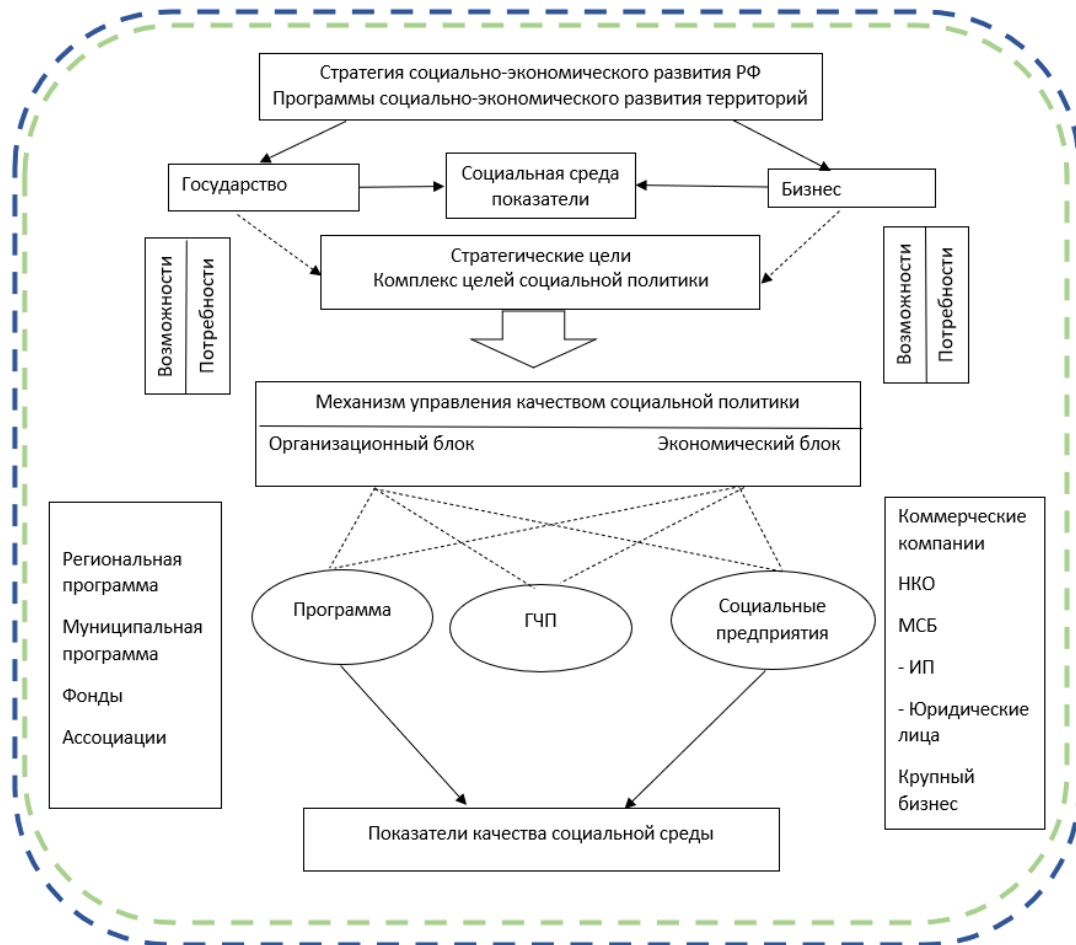 Стратегия социально-экономического развития РФ
Программы социально-экономического развития территорий
Государство
Социальная среда
показатели
Бизнес
Возможности
Потребности
Стратегические цели
Комплекс целей социальной политики
Возможности
Потребности
Механизм управления качеством социальной политики
Организационный блок
Экономический блок
Региональная
программа
Муниципальная
программа
Фонды
Ассоциации
Программа
ГЧП
Социальные
предприятия
Коммерческие
компании
НКО
МСБ
- ИП
- Юридические
лица
Крупный
бизнес
Показатели качества социальной среды